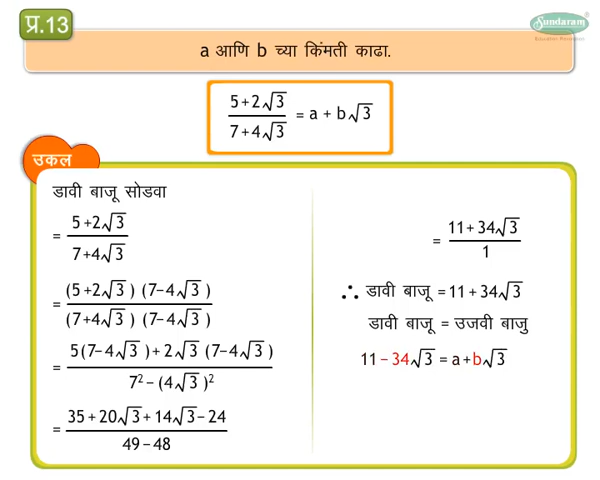 प्र.13
Sundaram
a आणि b च्या किंमती काढा.
5+2√3 / 7+4√3 = a + b√3
उकल
डावी बाजू सोडवा
= 5+2√3 / 7+4√3
= (5+2√3) (7-4√3) / (7+4√3) (7-4√3)
= 5(7-4√3)+2√3 (7-4√3) / 7² - (4√3)²
= 35+20√3+14√3-24 / 49-48
= 11+34√3 / 1
∴ डावी बाजू = 11+34√3
डावी बाजू = उजवी बाजु
11-34√3 = a+b√3